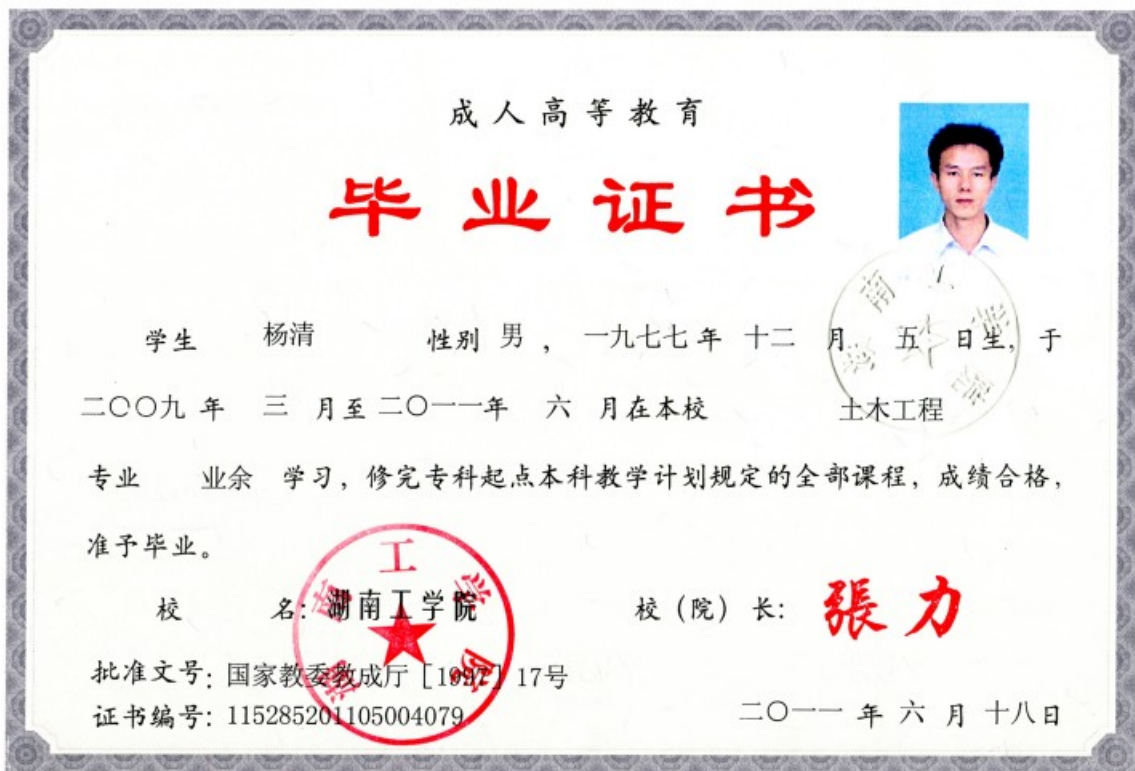 成人高等教育
毕业证书
学生 杨清 性别 男 , 一九七七 年 十二 月 五 日生, 于
二〇〇九 年 三 月至 二〇一一 年 六 月在本校 土木工程
专业 业余 学习, 修完专科起点本科教学计划规定的全部课程, 成绩合格,
准予毕业。
校 名: 湖南工学院 校 (院) 长: 張力
批准文号: 国家教委教成厅 [1997] 17号
证书编号: 115285201105004079 二〇一一 年 六 月 十八日
湖南工学院